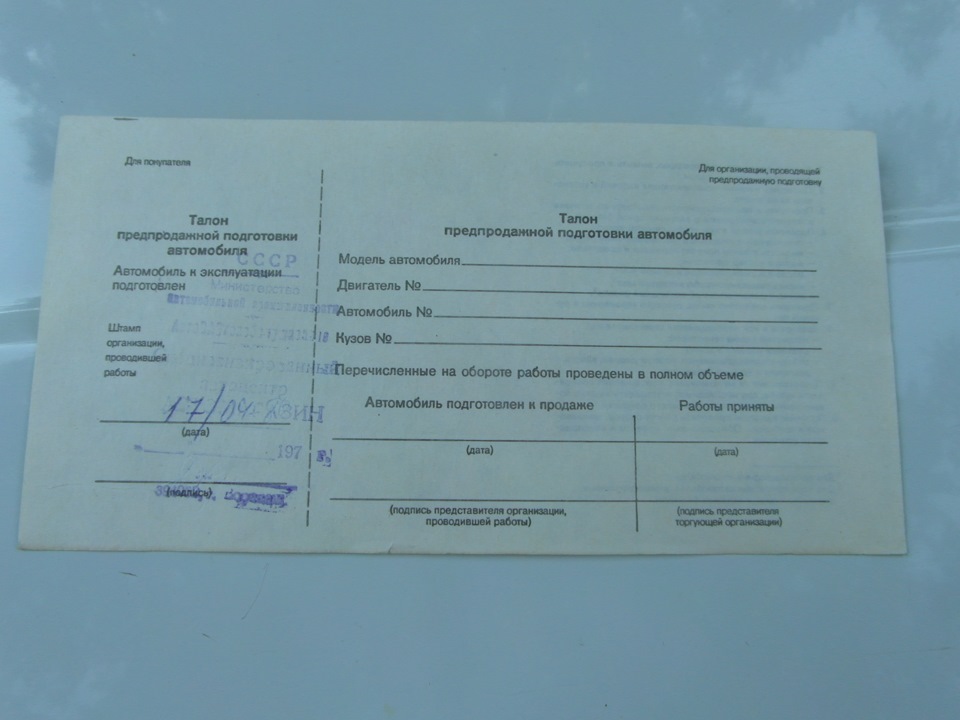 Для покупателя
Талон
предпродажной подготовки
автомобиля
СССР
Автомобиль к эксплуатации
подготовлен
Министерство
автомобильной промышленности
Штамп
организации,
проводившей
работы
17/04
(дата)
197
(подпись)
Для организации, проводящей
предпродажную подготовку
Талон
предпродажной подготовки автомобиля
Модель автомобиля
Двигатель №
Автомобиль №
Кузов №
Перечисленные на обороте работы проведены в полном объеме
Автомобиль подготовлен к продаже
Работы приняты
(дата)
(дата)
(подпись представителя организации,
проводившей работы)
(подпись представителя
торгующей организации)